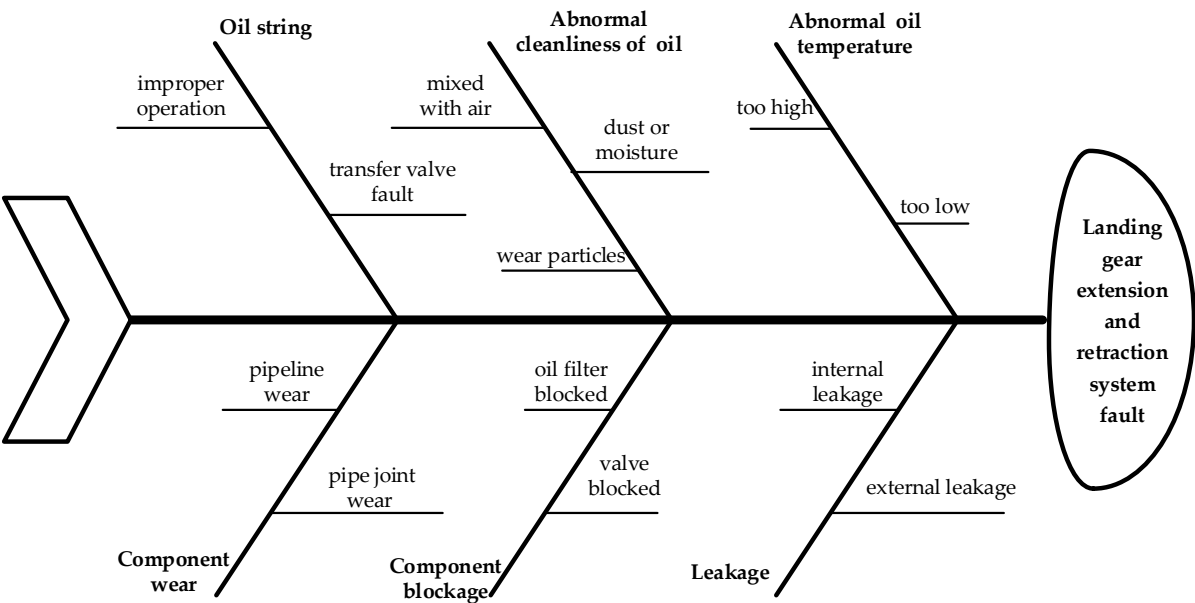 Oil string
improper
operation
transfer valve
fault
Abnormal
cleanliness of oil
mixed
with air
dust or
moisture
wear particles
Abnormal oil
temperature
too high
too low
Landing
gear
extension
and
retraction
system
fault
pipeline
wear
pipe joint
wear
Component
wear
oil filter
blocked
valve
blocked
Component
blockage
internal
leakage
external leakage
Leakage